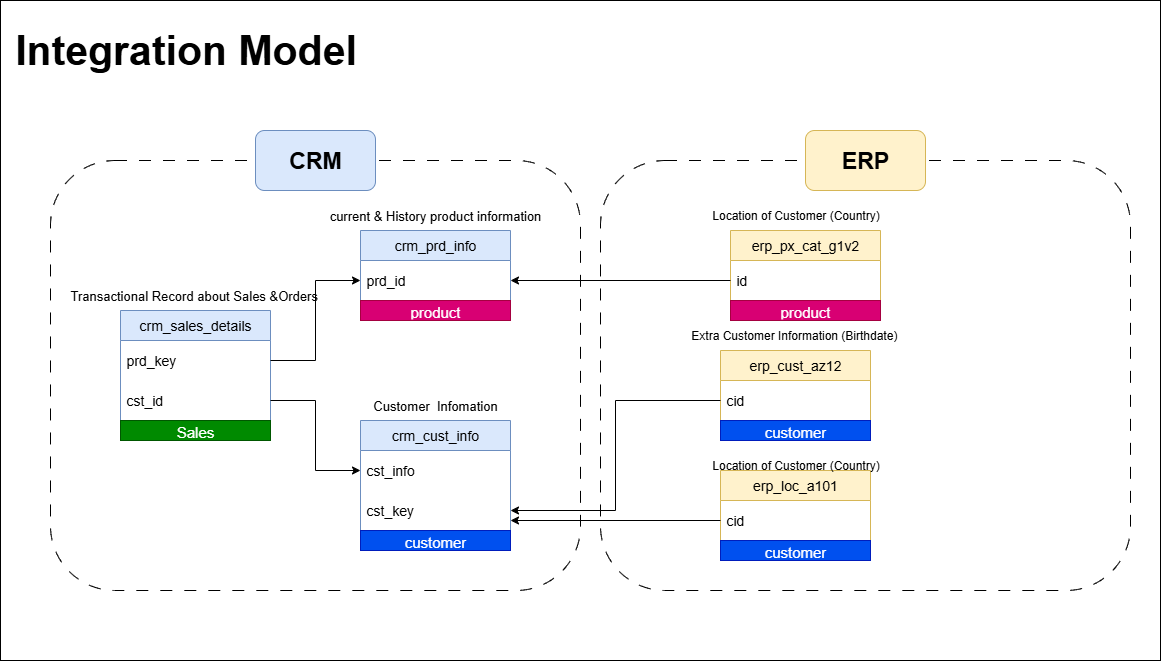 Integration Model
CRM
ERP
current & History product information
crm_prd_info
prd_id
product
Transactional Record about Sales &Orders
crm_sales_details
prd_key
cst_id
Sales
Customer  Infomation
crm_cust_info
cst_info
cst_key
customer
Location of Customer (Country)
erp_px_cat_g1v2
id
product
Extra Customer Information (Birthdate)
erp_cust_az12
cid
customer
Location of Customer (Country)
erp_loc_a101
cid
customer